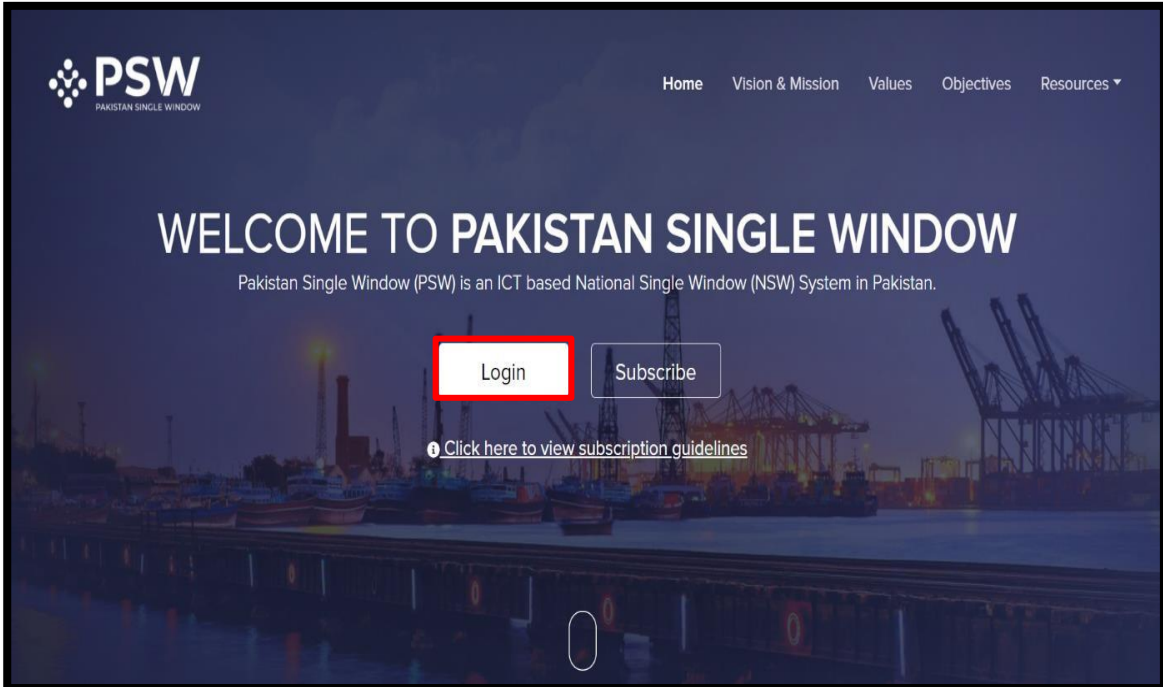 PSW
PAKISTAN SINGLE WINDOW
Home Vision & Mission Values Objectives Resources
WELCOME TO PAKISTAN SINGLE WINDOW
Pakistan Single Window (PSW) is an ICT based National Single Window (NSW) System in Pakistan.
Login Subscribe
Click here to view subscription guidelines